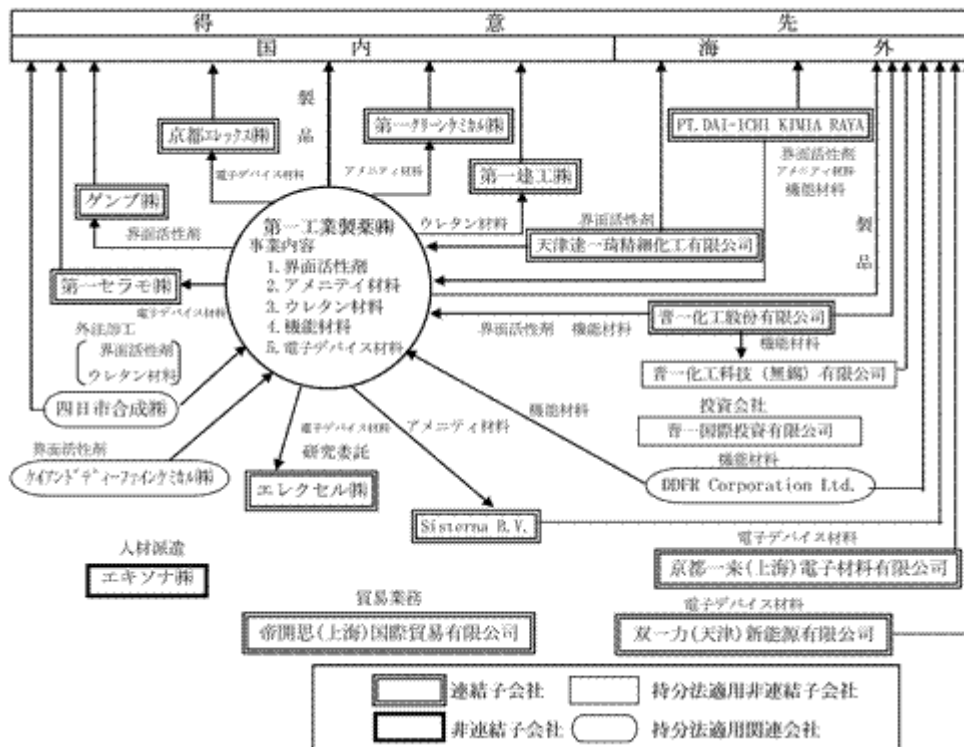 得意先
国内
海外
製品
京都エレックス㈱
第一クリーンケミカル㈱
PT.DAI-ICHI KIMIA RAYA
電子デバイス材料
アメニティ材料
第一建工㈱
界面活性剤
アメニティ材料
機能材料
ゲンブ㈱
界面活性剤
第一工業製薬㈱
事業内容
1.界面活性剤
2.アメニティ材料
3.ウレタン材料
4.機能材料
5.電子デバイス材料
ウレタン材料
界面活性剤
天津達一琦精細化工有限公司
製品
第一セラモ㈱
電子デバイス材料
外注加工
界面活性剤
ウレタン材料
晋一化工股份有限公司
界面活性剤 機能材料
機能材料
晋一化工科技(無錫)有限公司
四日市合成㈱
投資会社
晋一国際投資有限公司
界面活性剤
ケイアンドディーファインケミカル㈱
電子デバイス材料
研究委託
アメニティ材料
機能材料
機能材料
エレクセル㈱
DDFR Corporation Ltd.
Sisterna B.V.
電子デバイス材料
京都一来(上海)電子材料有限公司
人材派遣
エキソナ㈱
貿易業務
帝開思(上海)国際貿易有限公司
電子デバイス材料
双一力(天津)新能源有限公司
連結子会社
持分法適用非連結子会社
非連結子会社
持分法適用関連会社